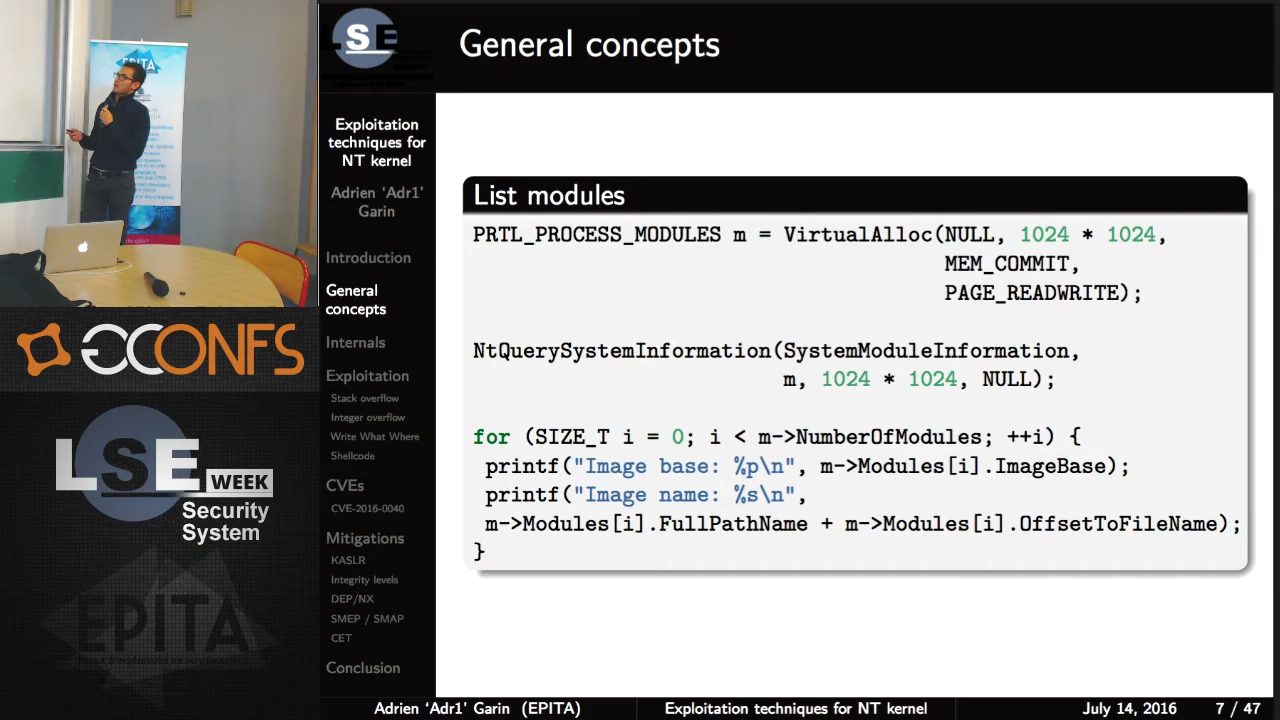 EPITA
LSE
General concepts
Exploitation
techniques for
NT kernel
Adrien ‘Adr1’
Garin
Introduction
General
concepts
Internals
Exploitation
Stack overflow
Integer overflow
Write What Where
Shellcode
CVEs
CVE-2016-0040
Mitigations
KASLR
Integrity levels
DEP/NX
SMEP / SMAP
CET
Conclusion
List modules
PRTL_PROCESS_MODULES m = VirtualAlloc(NULL, 1024 * 1024,
MEM_COMMIT,
PAGE_READWRITE);
NtQuerySystemInformation(SystemModuleInformation,
m, 1024 * 1024, NULL);
for (SIZE_T i = 0; i < m->NumberOfModules; ++i) {
printf("Image base: %p\n", m->Modules[i].ImageBase);
printf("Image name: %s\n",
m->Modules[i].FullPathName + m->Modules[i].OffsetToFileName);
}
GCONFS
LSE WEEK
Security
System
EPITA
Adrien ‘Adr1’ Garin (EPITA)
Exploitation techniques for NT kernel
July 14, 2016
7 / 47